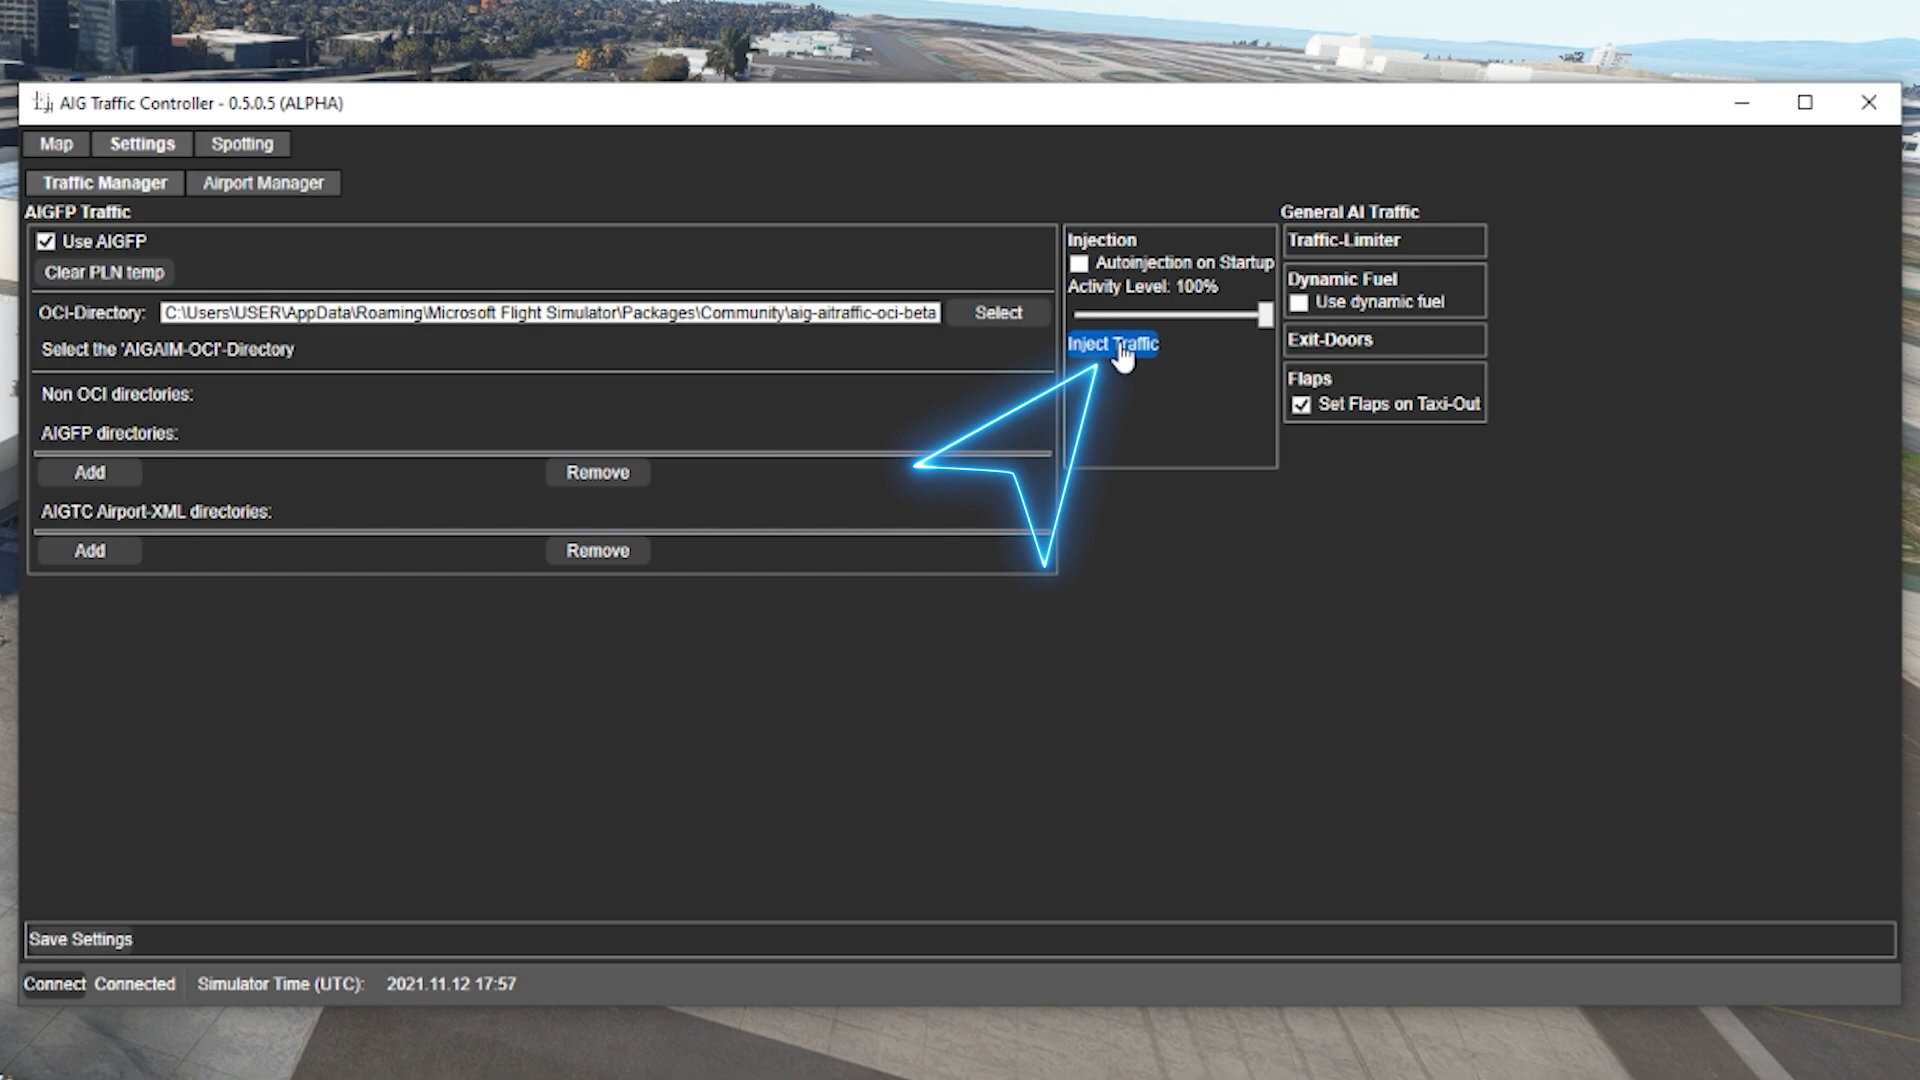 AIG Traffic Controller - 0.5.0.5 (ALPHA)
Map Settings Spotting
Traffic Manager Airport Manager
AIGFP Traffic
Use AIGFP
Clear PLN temp
OCI-Directory: C:\Users\USER\AppData\Roaming\Microsoft Flight Simulator\Packages\Community\aig-aitraffic-oci-beta Select
Select the 'AIGAIM-OCI'-Directory
Non OCI directories:
AIGFP directories:
Add Remove
AIGTC Airport-XML directories:
Add Remove
Injection
Autoinjection on Startup
Activity Level: 100%
Inject Traffic
General AI Traffic
Traffic-Limiter
Dynamic Fuel
Use dynamic fuel
Exit-Doors
Flaps
Set Flaps on Taxi-Out
Save Settings
Connect Connected Simulator Time (UTC): 2021.11.12 17:57